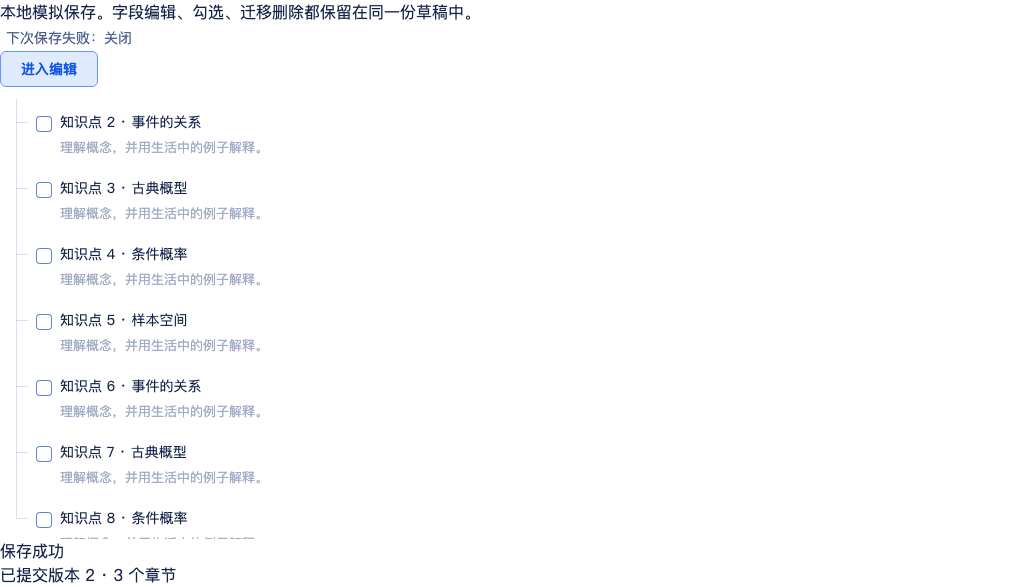 本地模拟保存。字段编辑、勾选、迁移删除都保留在同一份草稿中。
下次保存失败：关闭
进入编辑
知识点 2 · 事件的关系
理解概念，并用生活中的例子解释。
知识点 3 · 古典概型
理解概念，并用生活中的例子解释。
知识点 4 · 条件概率
理解概念，并用生活中的例子解释。
知识点 5 · 样本空间
理解概念，并用生活中的例子解释。
知识点 6 · 事件的关系
理解概念，并用生活中的例子解释。
知识点 7 · 古典概型
理解概念，并用生活中的例子解释。
知识点 8 · 条件概率
保存成功
已提交版本 2 · 3 个章节